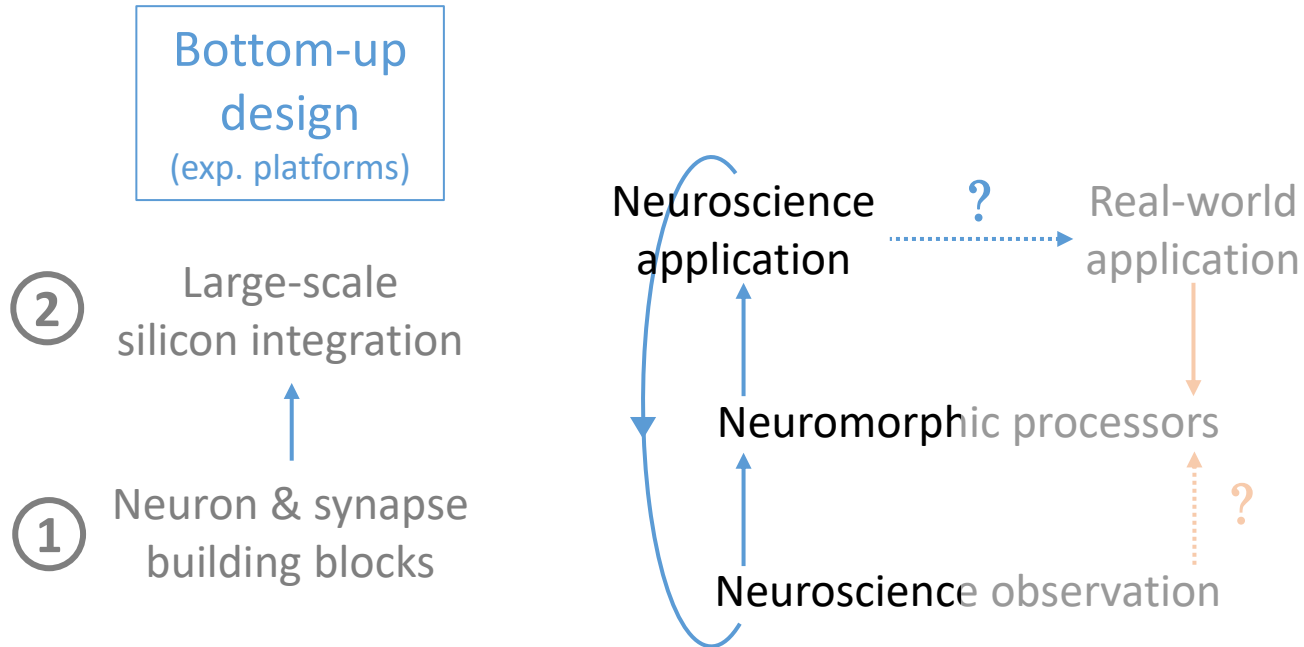 Bottom-up
design
(exp. platforms)
2
Large-scale
silicon integration
1
Neuron & synapse
building blocks
Neuroscience
application
?
Real-world
application
Neuromorphic processors
?
Neuroscience observation